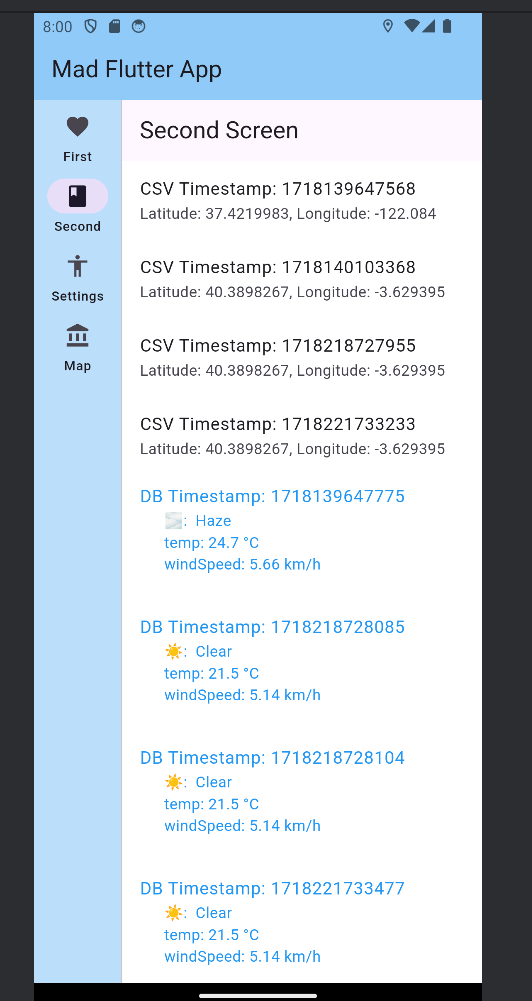 8:00
Mad Flutter App
First
Second
Settings
Map
Second Screen
CSV Timestamp: 1718139647568
Latitude: 37.4219983, Longitude: -122.084
CSV Timestamp: 1718140103368
Latitude: 40.3898267, Longitude: -3.629395
CSV Timestamp: 1718218727955
Latitude: 40.3898267, Longitude: -3.629395
CSV Timestamp: 1718221733233
Latitude: 40.3898267, Longitude: -3.629395
DB Timestamp: 1718139647775
🌫️: Haze
temp: 24.7 °C
windSpeed: 5.66 km/h
DB Timestamp: 1718218728085
☀️: Clear
temp: 21.5 °C
windSpeed: 5.14 km/h
DB Timestamp: 1718218728104
☀️: Clear
temp: 21.5 °C
windSpeed: 5.14 km/h
DB Timestamp: 1718221733477
☀️: Clear
temp: 21.5 °C
windSpeed: 5.14 km/h